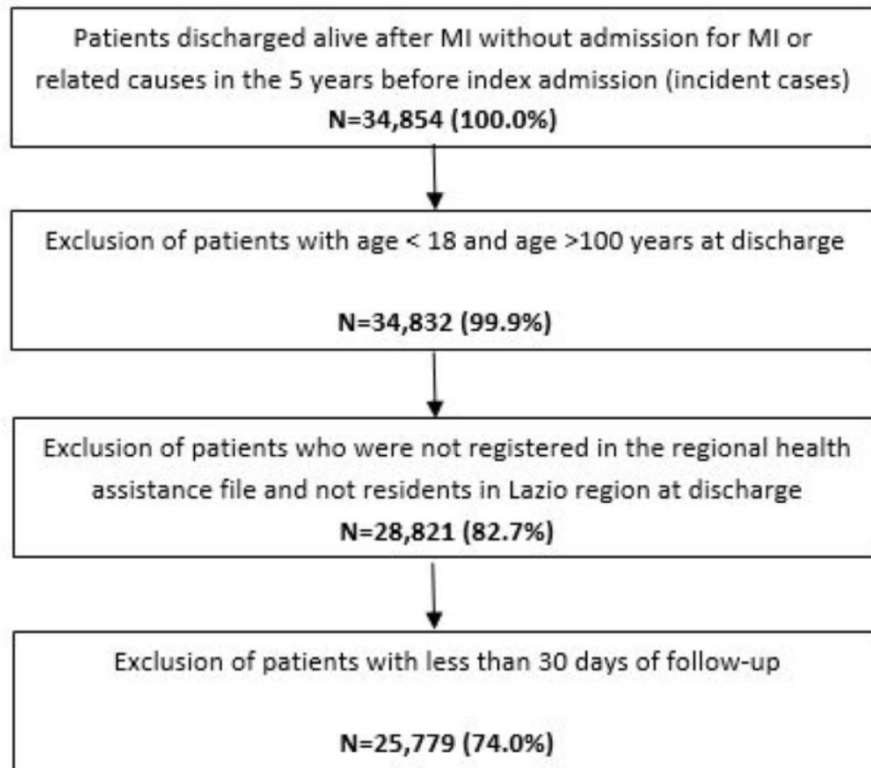 Patients discharged alive after MI without admission for MI or
related causes in the 5 years before index admission (incident cases)
N=34,854 (100.0%)
Exclusion of patients with age < 18 and age >100 years at discharge
N=34,832 (99.9%)
Exclusion of patients who were not registered in the regional health
assistance file and not residents in Lazio region at discharge
N=28,821 (82.7%)
Exclusion of patients with less than 30 days of follow-up
N=25,779 (74.0%)